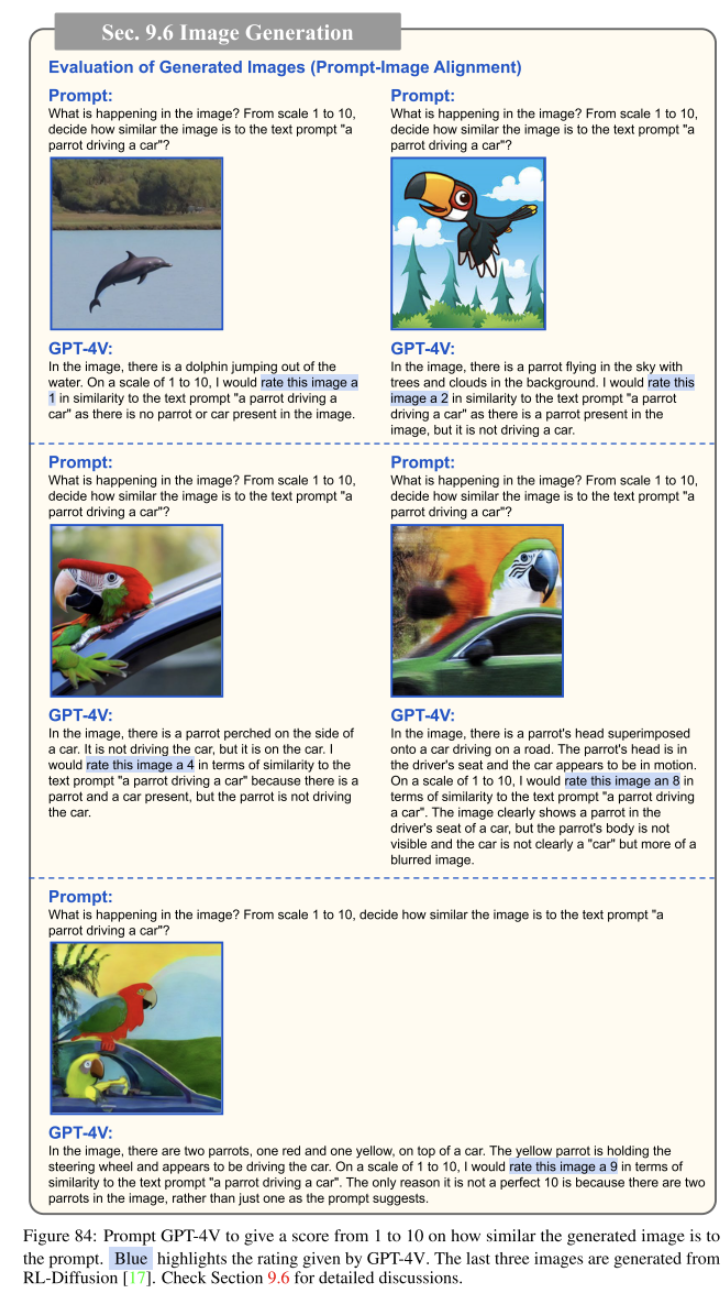 Sec. 9.6 Image Generation
Evaluation of Generated Images (Prompt-Image Alignment)
Prompt:
What is happening in the image? From scale 1 to 10,
decide how similar the image is to the text prompt "a
parrot driving a car"?
GPT-4V:
In the image, there is a dolphin jumping out of the
water. On a scale of 1 to 10, I would rate this image a
1 in similarity to the text prompt "a parrot driving a
car" as there is no parrot or car present in the image.
Prompt:
What is happening in the image? From scale 1 to 10,
decide how similar the image is to the text prompt "a
parrot driving a car"?
GPT-4V:
In the image, there is a parrot flying in the sky with
trees and clouds in the background. I would rate this
image a 2 in similarity to the text prompt "a parrot
driving a car" as there is a parrot present in the
image, but it is not driving a car.
Prompt:
What is happening in the image? From scale 1 to 10,
decide how similar the image is to the text prompt "a
parrot driving a car"?
GPT-4V:
In the image, there is a parrot perched on the side of
a car. It is not driving the car, but it is on the car. I
would rate this image a 4 in terms of similarity to the
text prompt "a parrot driving a car" because there is a
parrot and a car present, but the parrot is not driving
the car.
Prompt:
What is happening in the image? From scale 1 to 10,
decide how similar the image is to the text prompt "a
parrot driving a car"?
GPT-4V:
In the image, there is a parrot's head superimposed
onto a car driving on a road. The parrot's head is in
the driver's seat and the car appears to be in motion.
On a scale of 1 to 10, I would rate this image an 8 in
terms of similarity to the text prompt "a parrot driving
a car". The image clearly shows a parrot in the
driver's seat of a car, but the parrot's body is not
visible and the car is not clearly a "car" but more of a
blurred image.
Prompt:
What is happening in the image? From scale 1 to 10, decide how similar the image is to the text prompt "a
parrot driving a car"?
GPT-4V:
In the image, there are two parrots, one red and one yellow, on top of a car. The yellow parrot is holding the
steering wheel and appears to be driving the car. On a scale of 1 to 10, I would rate this image a 9 in terms of
similarity to the text prompt "a parrot driving a car". The only reason it is not a perfect 10 is because there are two
parrots in the image, rather than just one as the prompt suggests.
Figure 84: Prompt GPT-4V to give a score from 1 to 10 on how similar the generated image is to
the prompt. Blue highlights the rating given by GPT-4V. The last three images are generated from
RL-Diffusion [17]. Check Section 9.6 for detailed discussions.